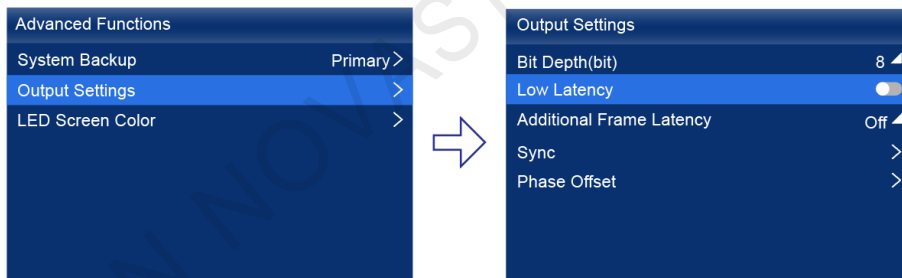 Advanced Functions
System Backup Primary
Output Settings
LED Screen Color
Output Settings
Bit Depth(bit) 8
Low Latency
Additional Frame Latency Off
Sync
Phase Offset